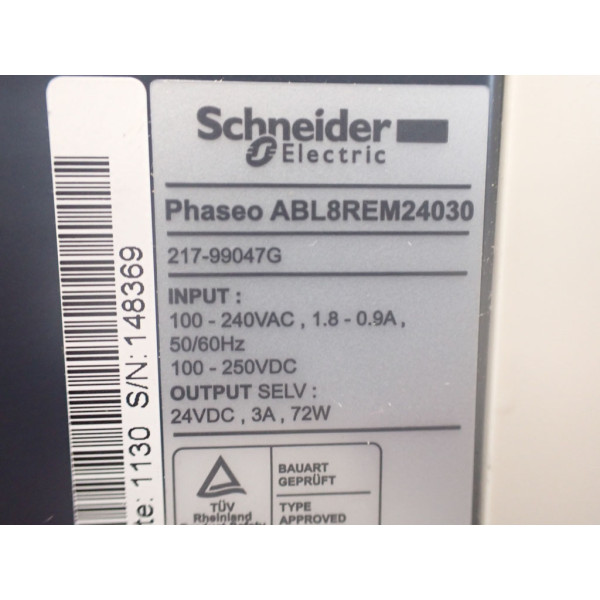 Schneider
Electric
Phaseo ABL8REM24030
217-99047G
INPUT :
100 - 240VAC , 1.8 - 0.9A ,
50/60Hz
100 - 250VDC
OUTPUT SELV :
24VDC , 3A , 72W
TÜV
Rheinland
BAUART
GEPRÜFT
TYPE
APPROVED
te: 1130 S/N: 148369